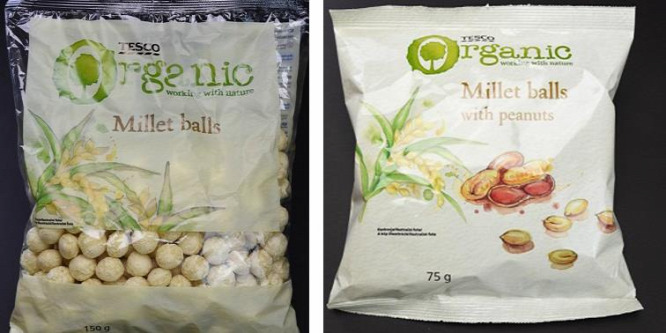 TESCO
Organic
working with nature
Millet balls
150 g
TESCO
Organic
working with nature
Millet balls
with peanuts
75 g